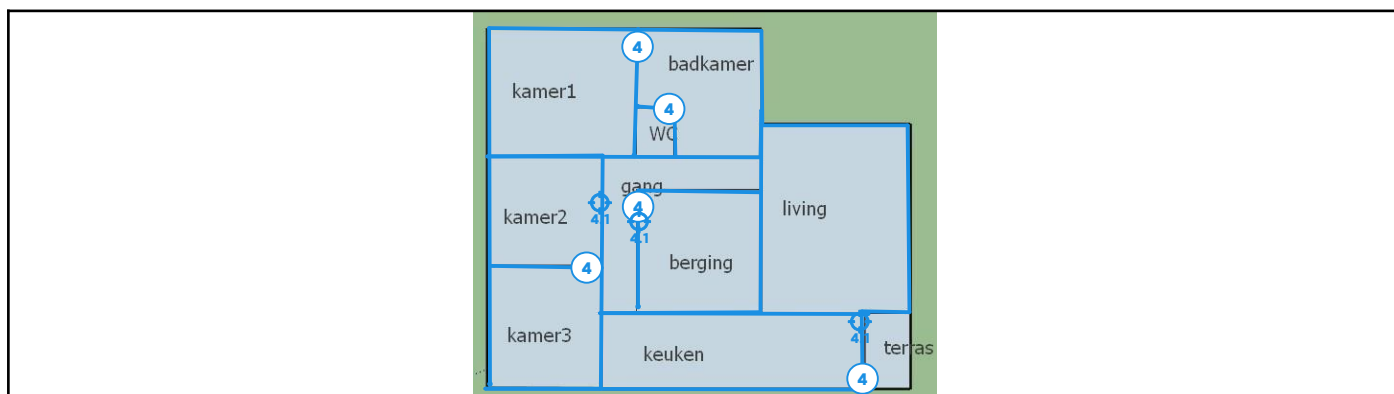 4
badkamer
kamer1
4
WC
gang
4
4.1
4.1
kamer2
living
berging
4
kamer3
4.1
keuken
terras
4